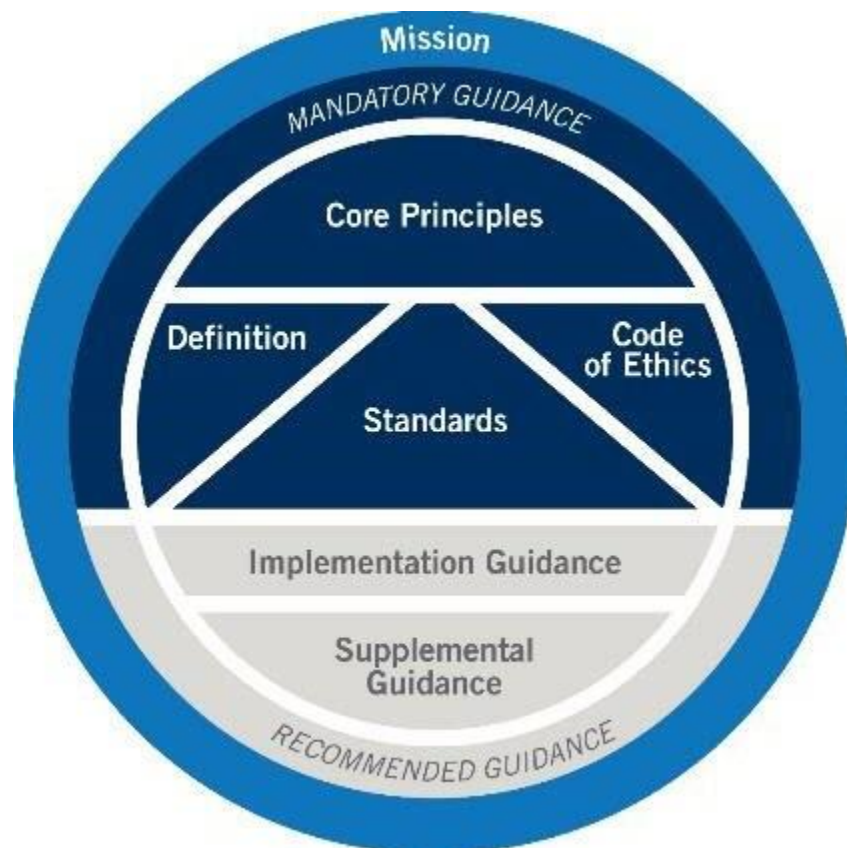 Mission
MANDATORY GUIDANCE
Core Principles
Definition
Code
of Ethics
Standards
Implementation Guidance
Supplemental
Guidance
RECOMMENDED GUIDANCE